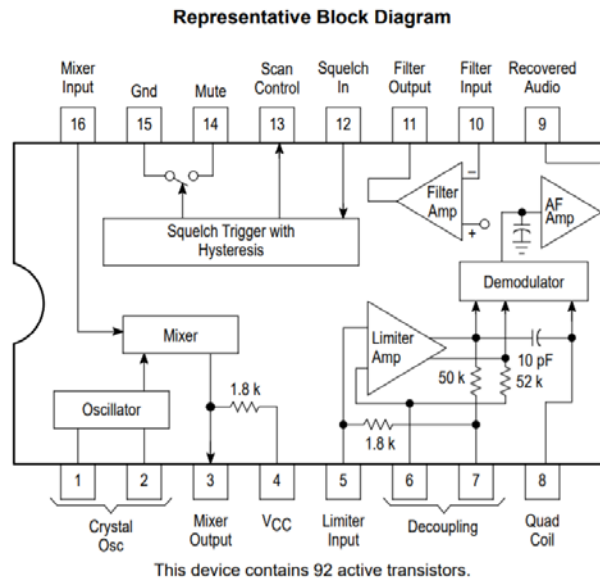 Representative Block Diagram
Mixer
Input
Gnd
Mute
Scan
Control
Squelch
In
Filter
Output
Filter
Input
Recovered
Audio
16
15
14
13
12
11
10
9
Filter
Amp
–
+
AF
Amp
Squelch Trigger with
Hysteresis
Demodulator
Mixer
Limiter
Amp
10 pF
50 k
52 k
Oscillator
1.8 k
1.8 k
1
2
3
4
5
6
7
8
Crystal
Osc
Mixer
Output
VCC
Limiter
Input
Decoupling
Quad
Coil
This device contains 92 active transistors.